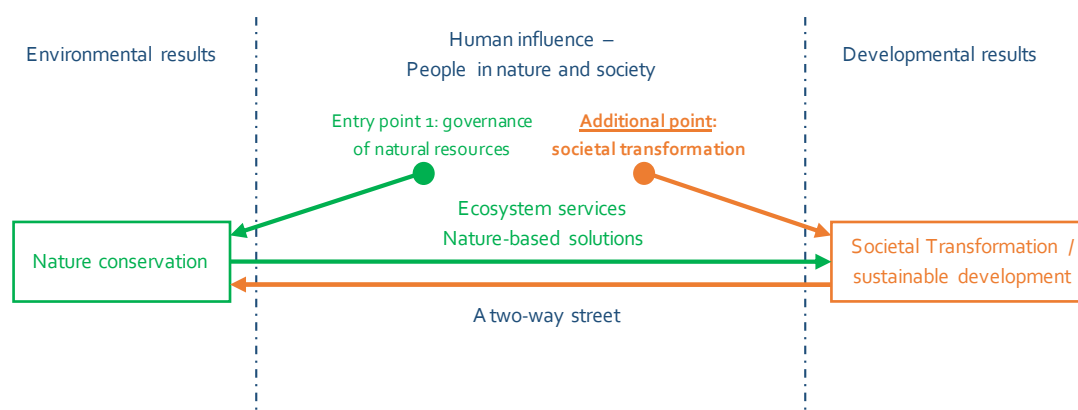 Environmental results
Human influence –
People in nature and society
Developmental results
Entry point 1: governance
of natural resources
Additional point:
societal transformation
Ecosystem services
Nature-based solutions
Nature conservation
Societal Transformation /
sustainable development
A two-way street